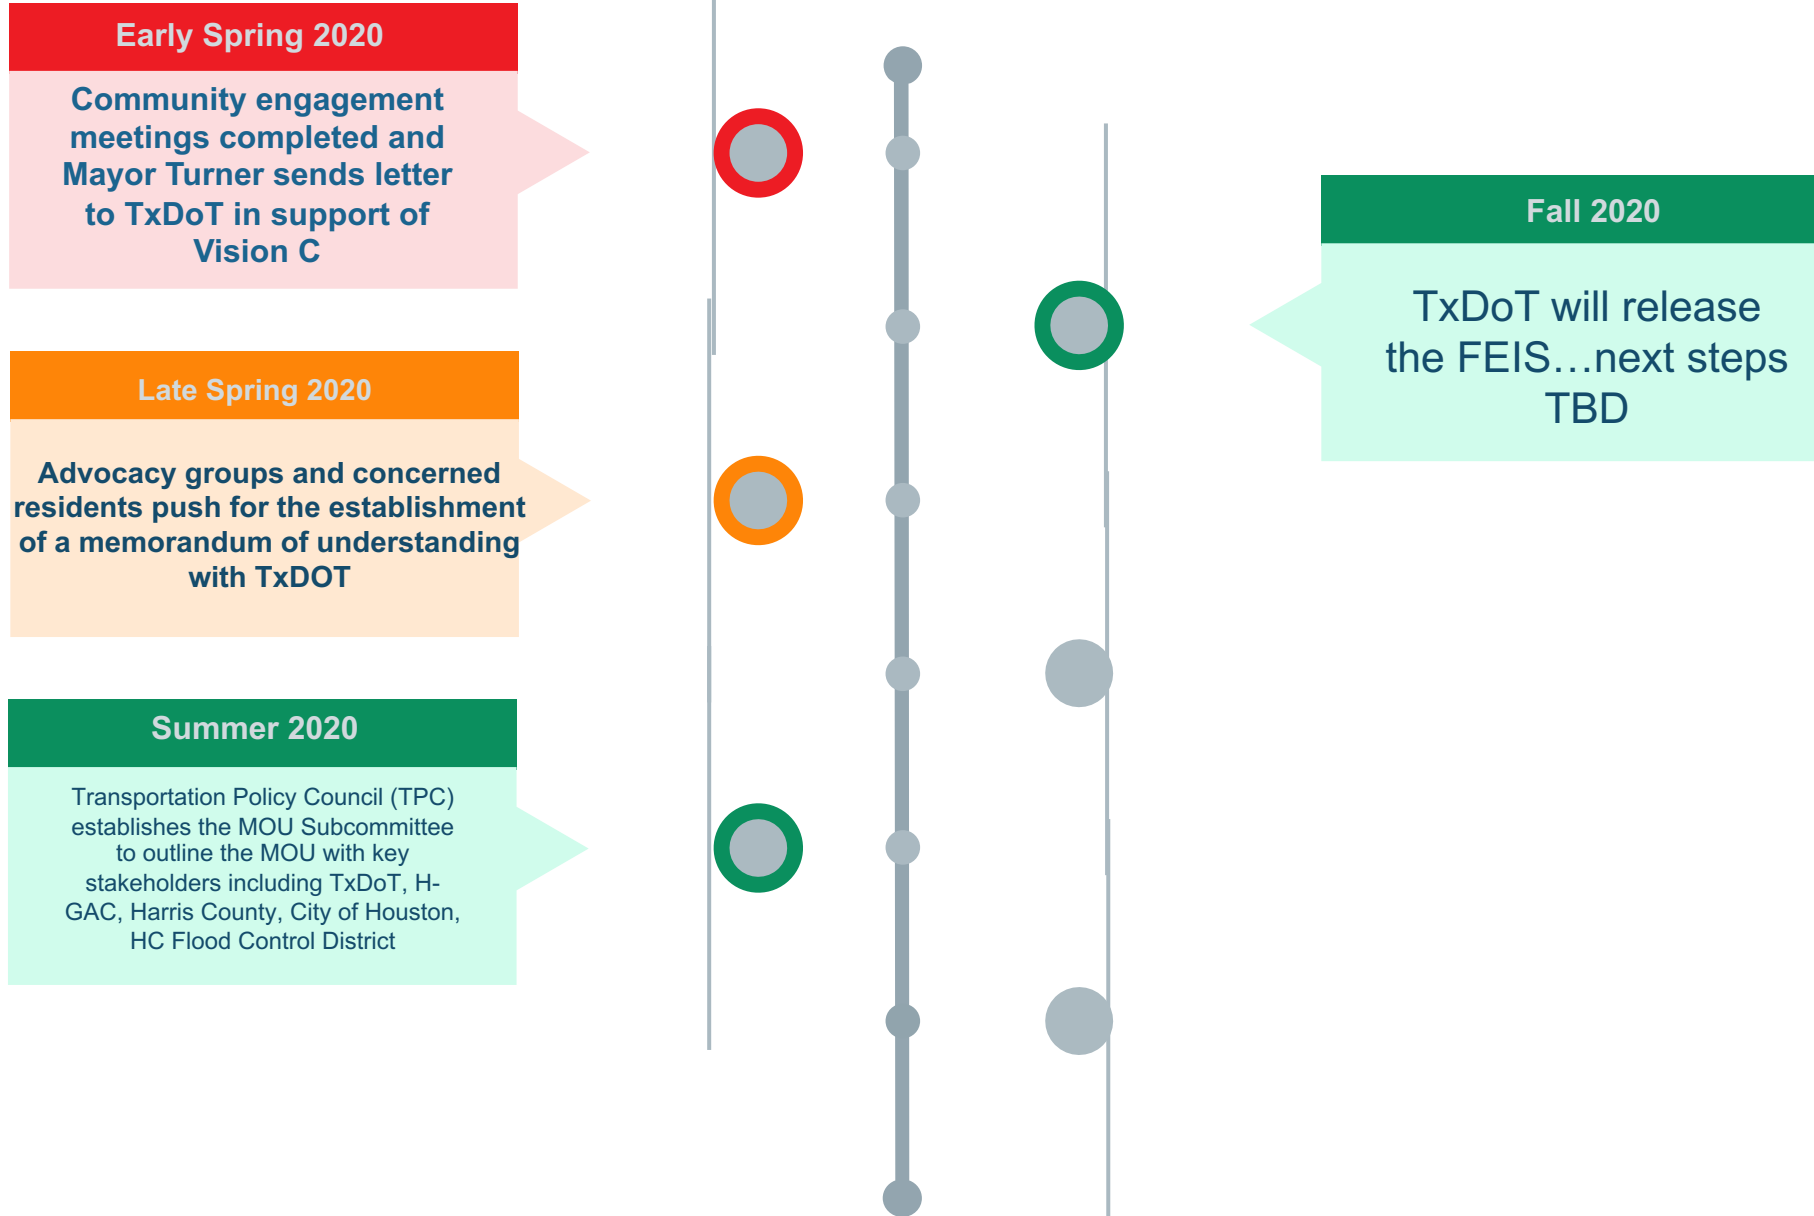 Early Spring 2020
Community engagement
meetings completed and
Mayor Turner sends letter
to TxDoT in support of
Vision C
Late Spring 2020
Advocacy groups and concerned
residents push for the establishment
of a memorandum of understanding
with TxDOT
Summer 2020
Transportation Policy Council (TPC)
establishes the MOU Subcommittee
to outline the MOU with key
stakeholders including TxDoT, H-
GAC, Harris County, City of Houston,
HC Flood Control District
Fall 2020
TxDoT will release
the FEIS…next steps
TBD